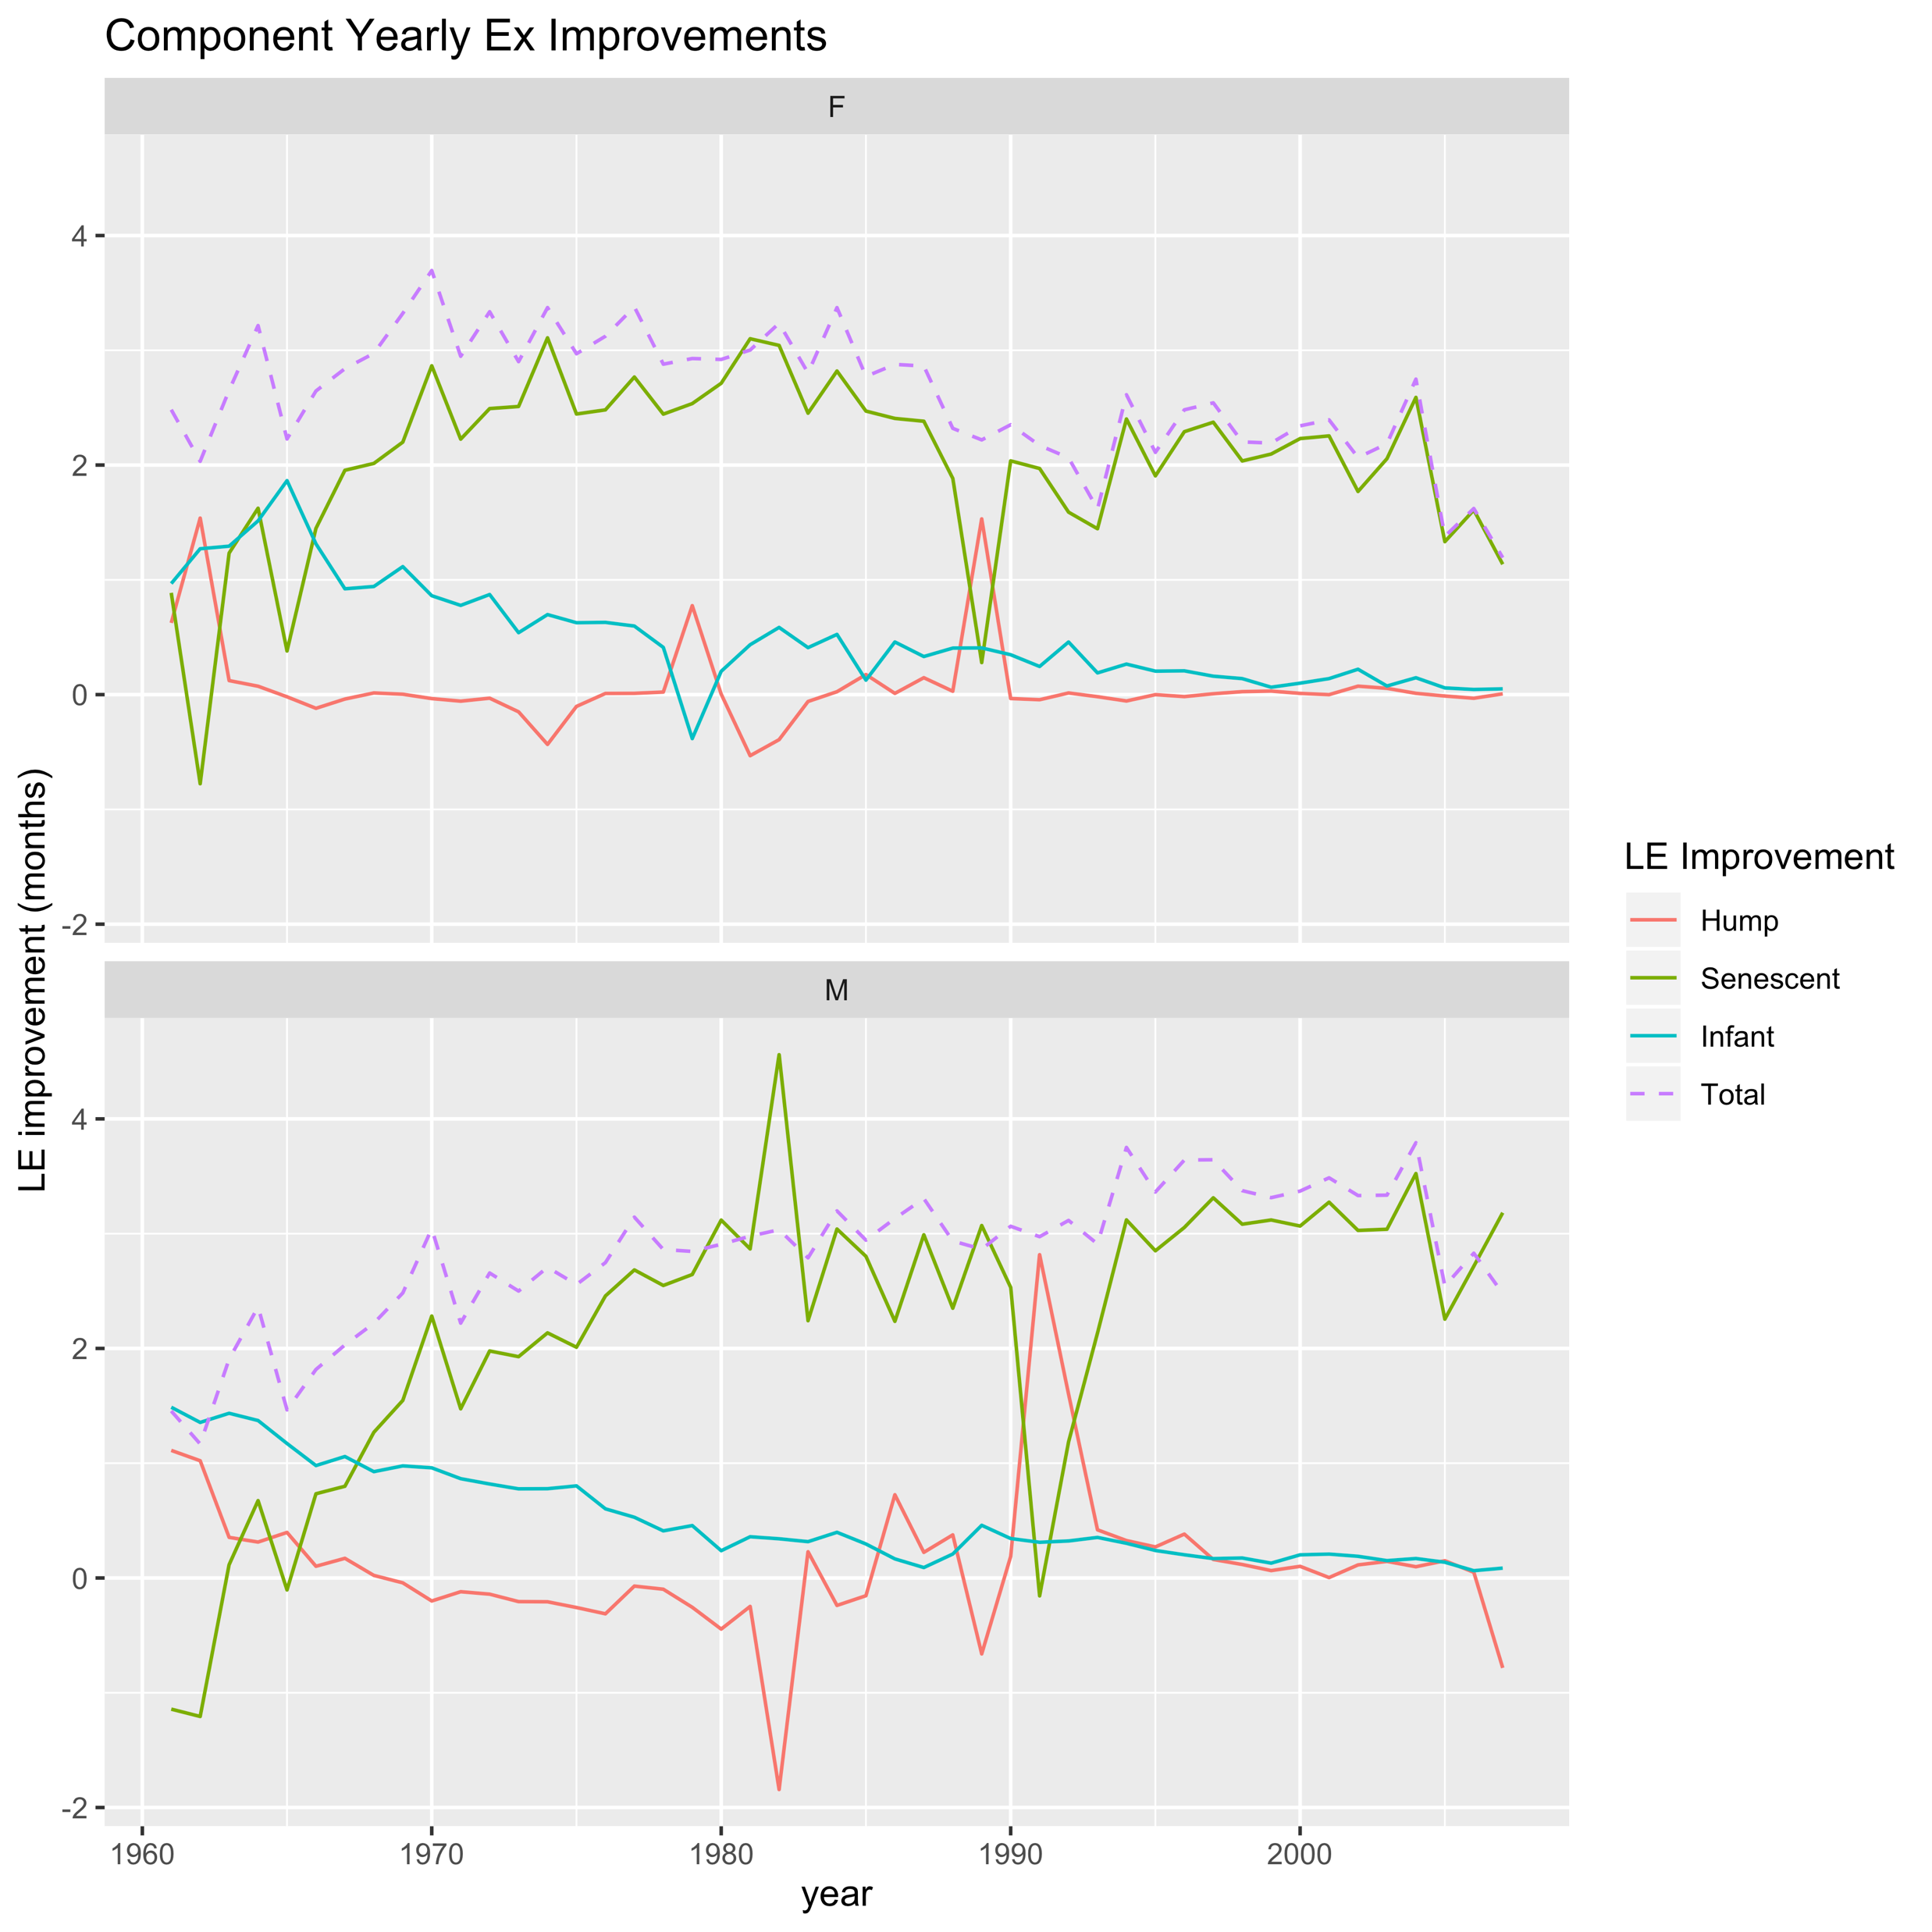 Component Yearly Ex Improvements
F
4
2
0
-2
M
4
2
0
-2
1960 1970 1980 1990 2000
year
LE improvement (months)
LE Improvement
Hump
Senescent
Infant
Total